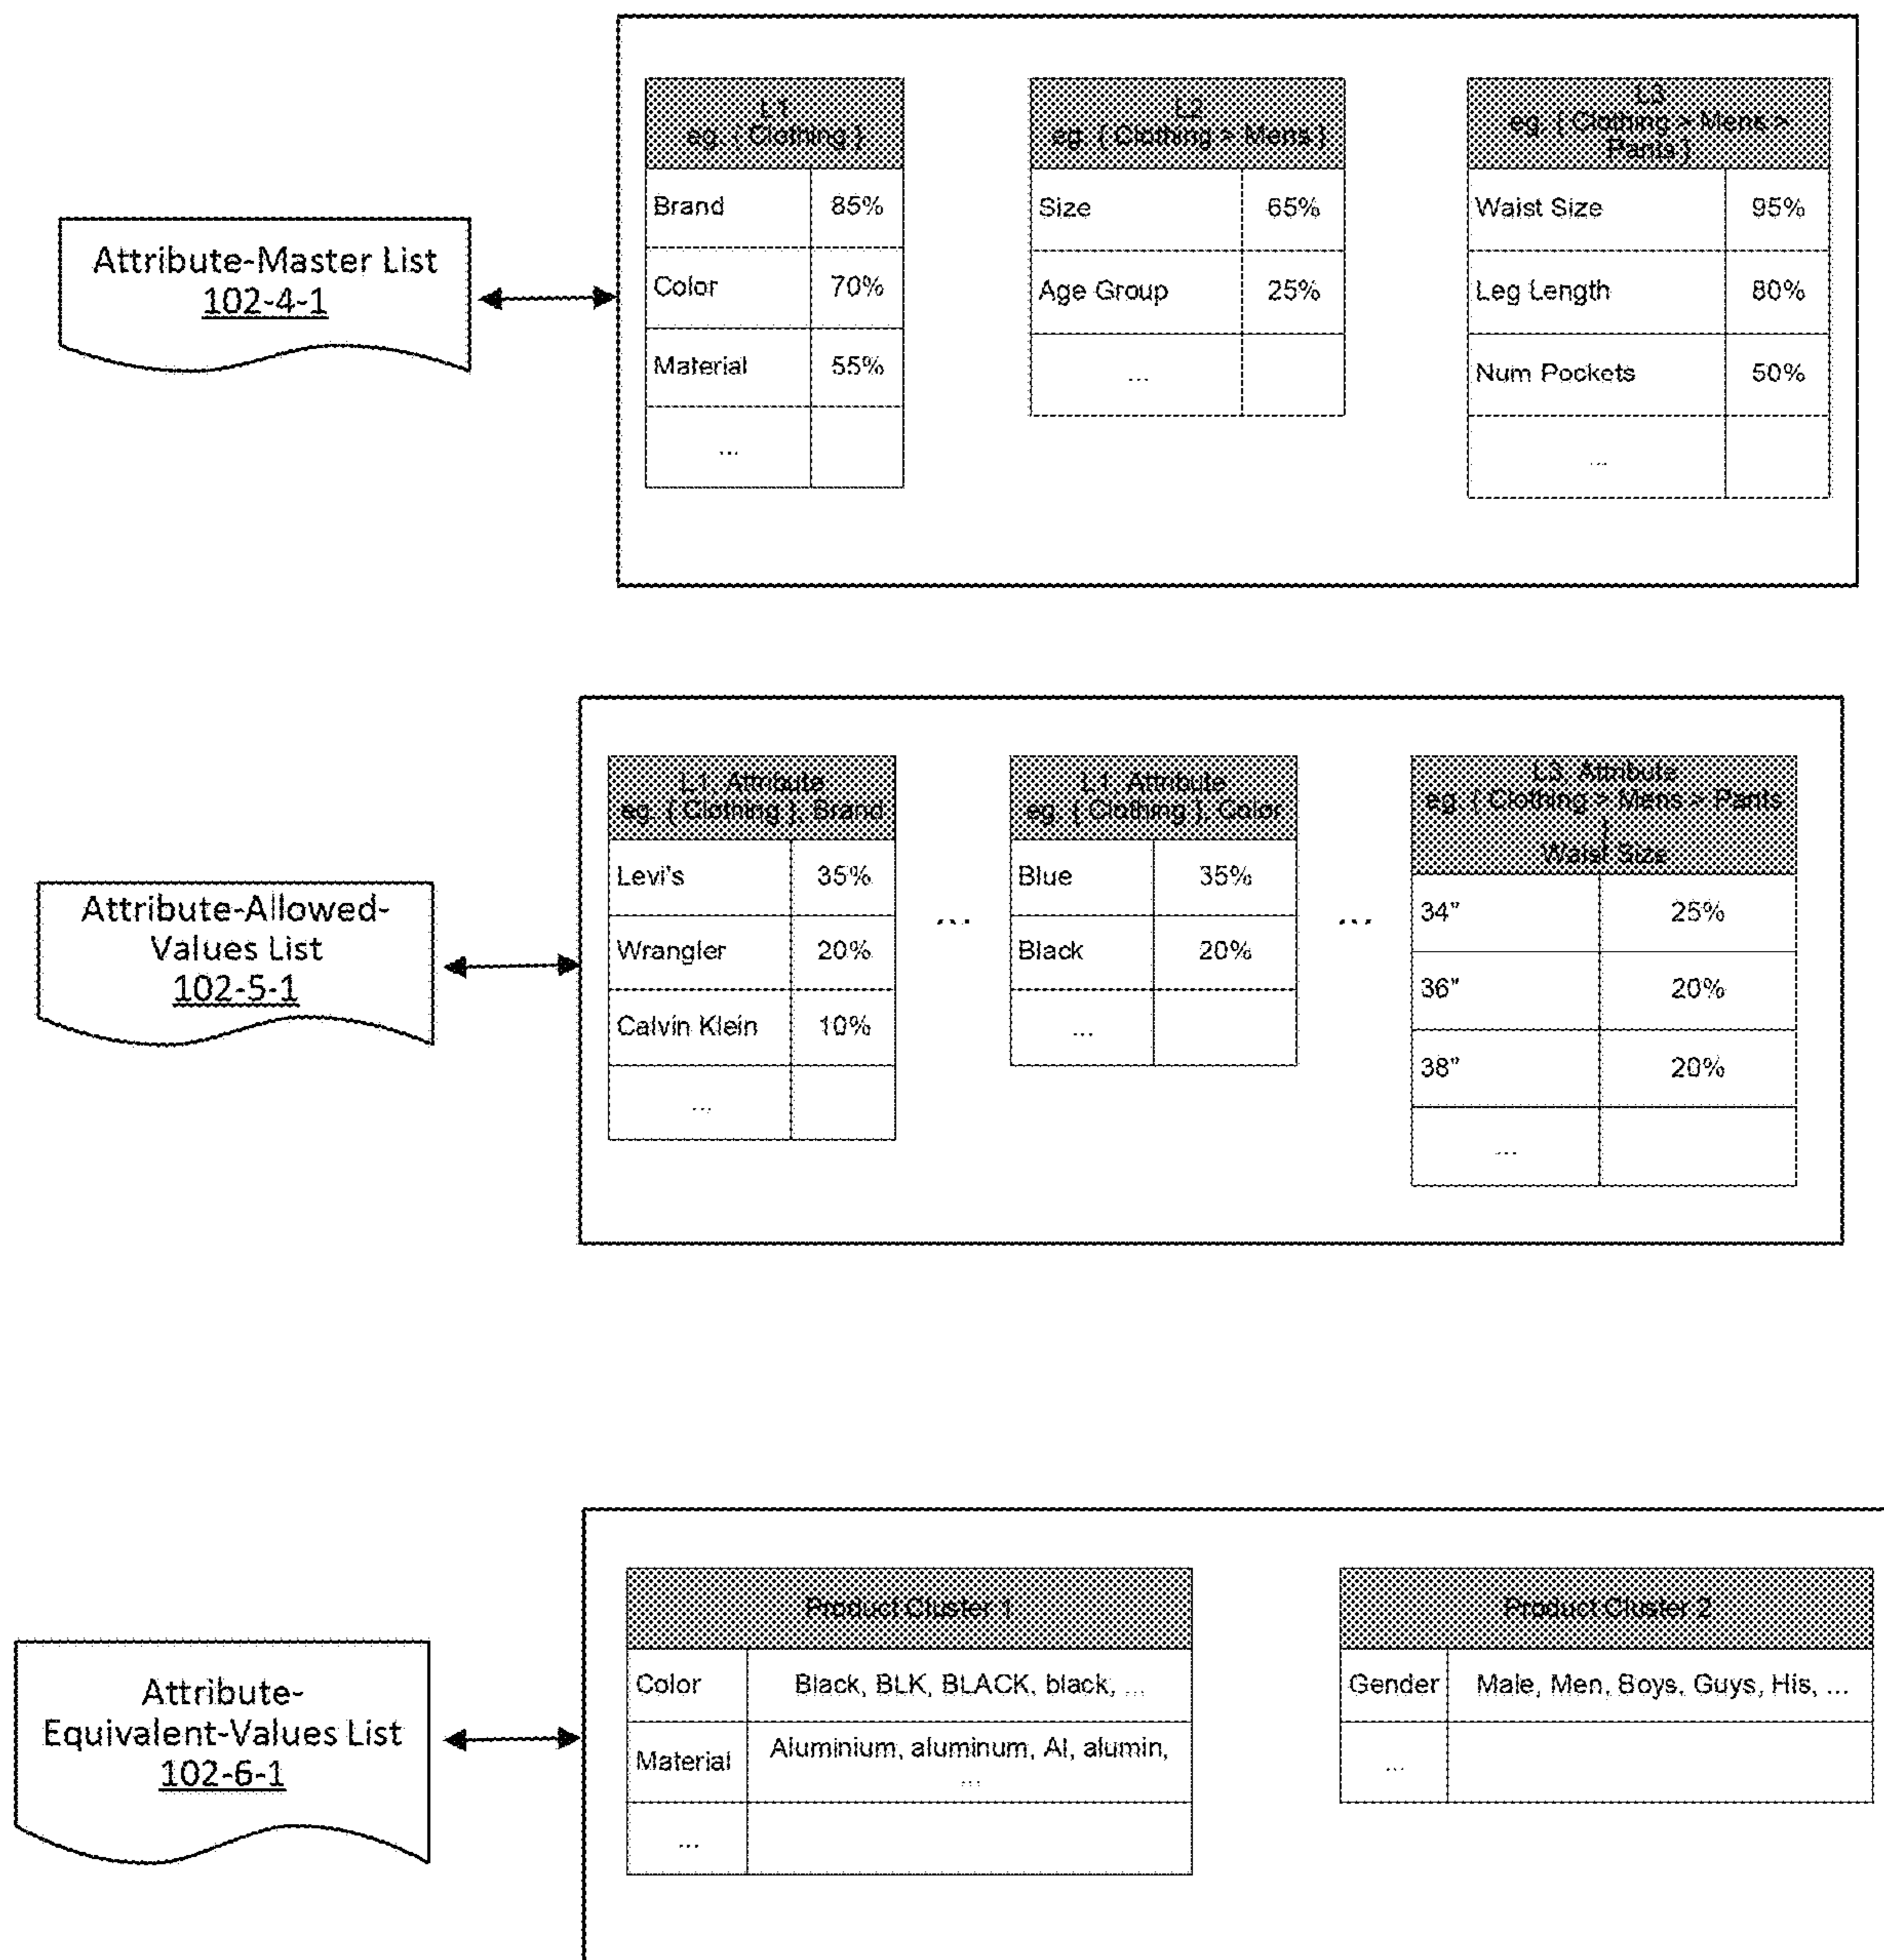 Attribute-Master List
102-4-1
L1
eg. { Clothing }
Brand 85%
Color 70%
Material 55%
...
L2
eg. { Clothing > Mens }
Size 65%
Age Group 25%
...
L3
eg. { Clothing > Mens >
Pants }
Waist Size 95%
Leg Length 80%
Num Pockets 50%
...
Attribute-Allowed-
Values List
102-5-1
L1, Attribute
eg. { Clothing }, Brand
Levi's 35%
Wrangler 20%
Calvin Klein 10%
...
...
L1, Attribute
eg. { Clothing }, Color
Blue 35%
Black 20%
...
...
L3, Attribute
eg. { Clothing > Mens > Pants
}
Waist Size
34" 25%
36" 20%
38" 20%
...
Attribute-
Equivalent-Values List
102-6-1
Product Cluster 1
Color Black, BLK, BLACK, black, ...
Material Aluminium, aluminum, Al, alumin,
...
...
Product Cluster 2
Gender Male, Men, Boys, Guys, His, ...
...